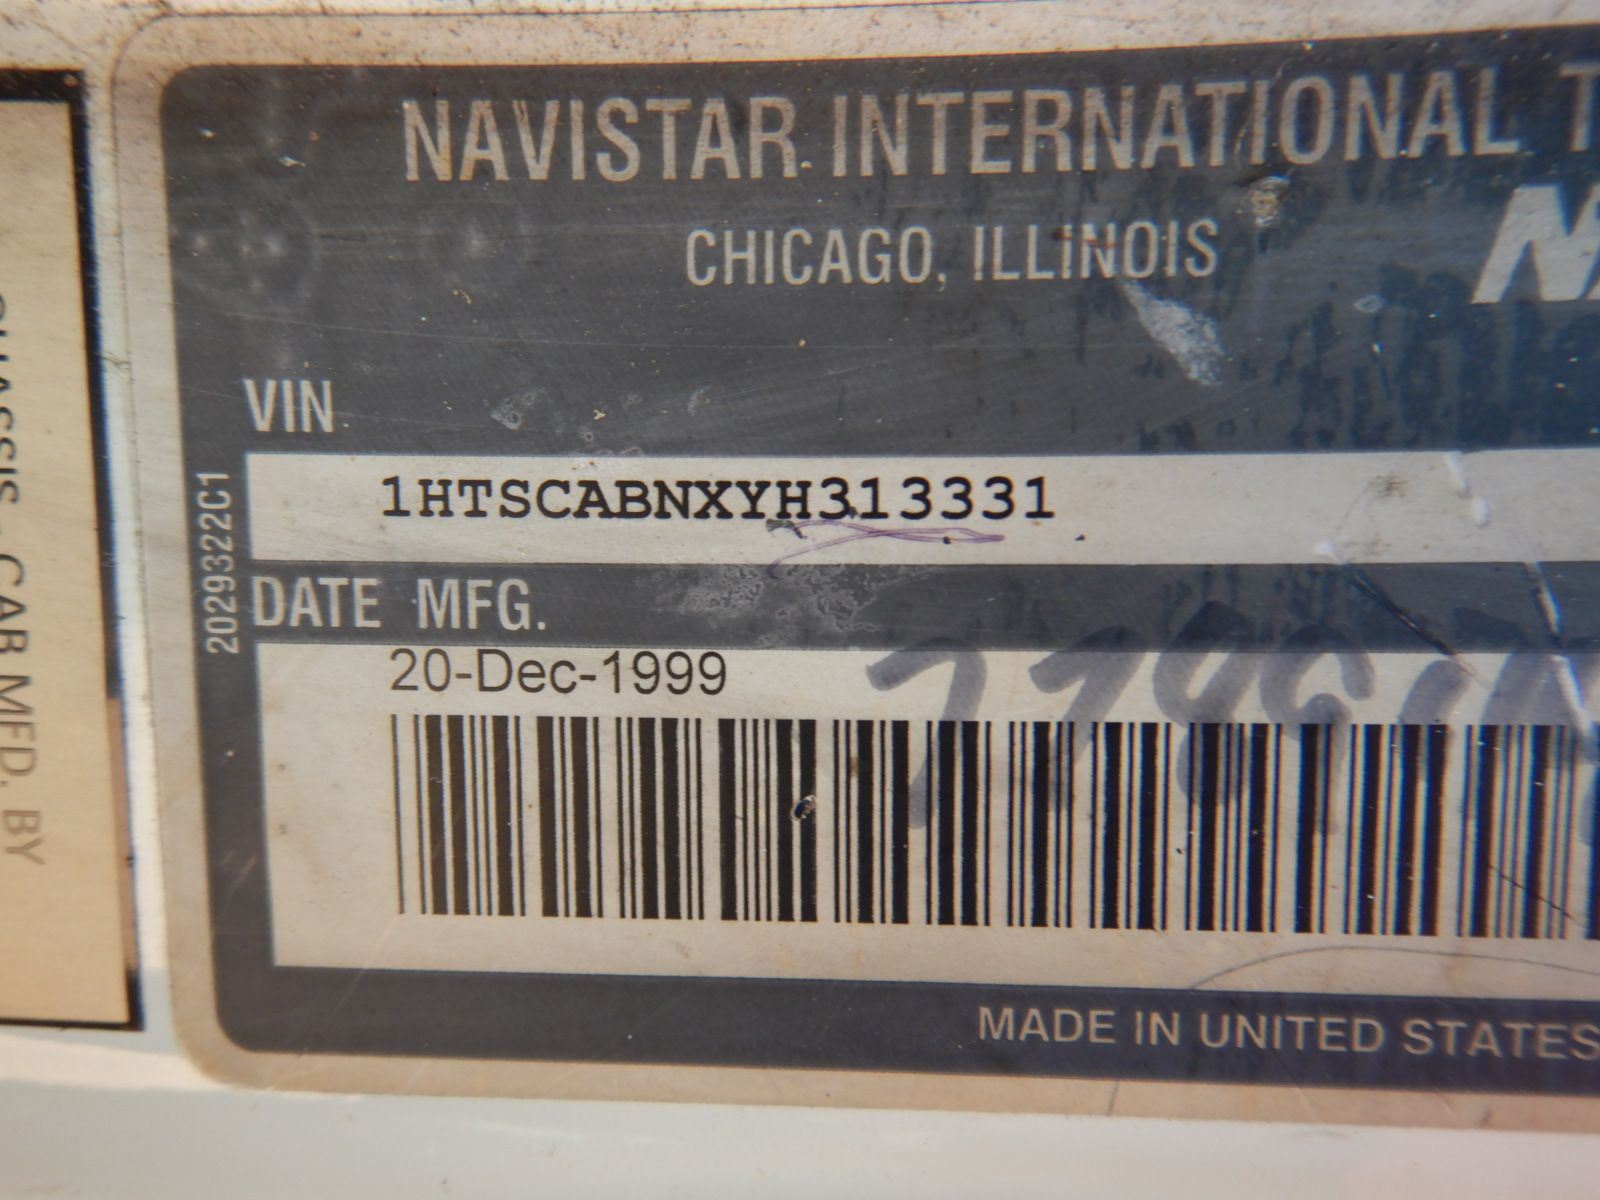 NAVISTAR INTERNATIONAL T
CHICAGO, ILLINOIS
VIN
1HTSCABNXYH313331
DATE MFG.
20-Dec-1999
MADE IN UNITED STATES
2029322C1
CHASSIS - CAB MFD. BY